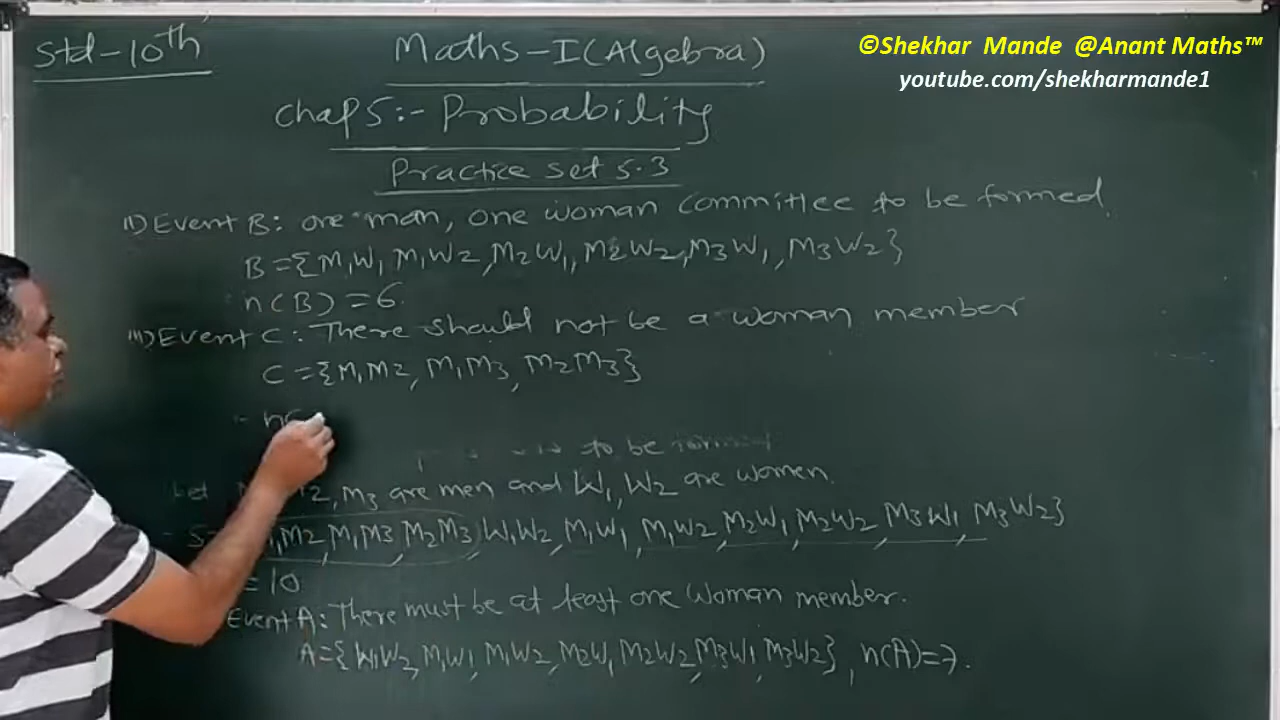 Std-10th
Maths-I(Algebra)
©Shekhar Mande @Anant Maths™
youtube.com/shekharmande1
Chap 5:- Probability
Practice set 5.3
II) Event B: one man, one woman committee to be formed.
B={M1W1 M1W2, M2W1, M2W2, M3W1, M3W2}
n(B)=6
III) Event C: There should not be a woman member
C={M1M2, M1M3, M2M3}
n(
to be formed
Let 2, M3 are men and W1, W2 are women.
S M2, M1M3, M2M3, W1W2, M1W1, M1W2, M2W1, M2W2, M3W1, M3W2}
= 10
Event A: There must be at least one woman member.
A={W1W2, M1W1, M1W2, M2W1, M2W2, M3W1, M3W2}, n(A)=7.